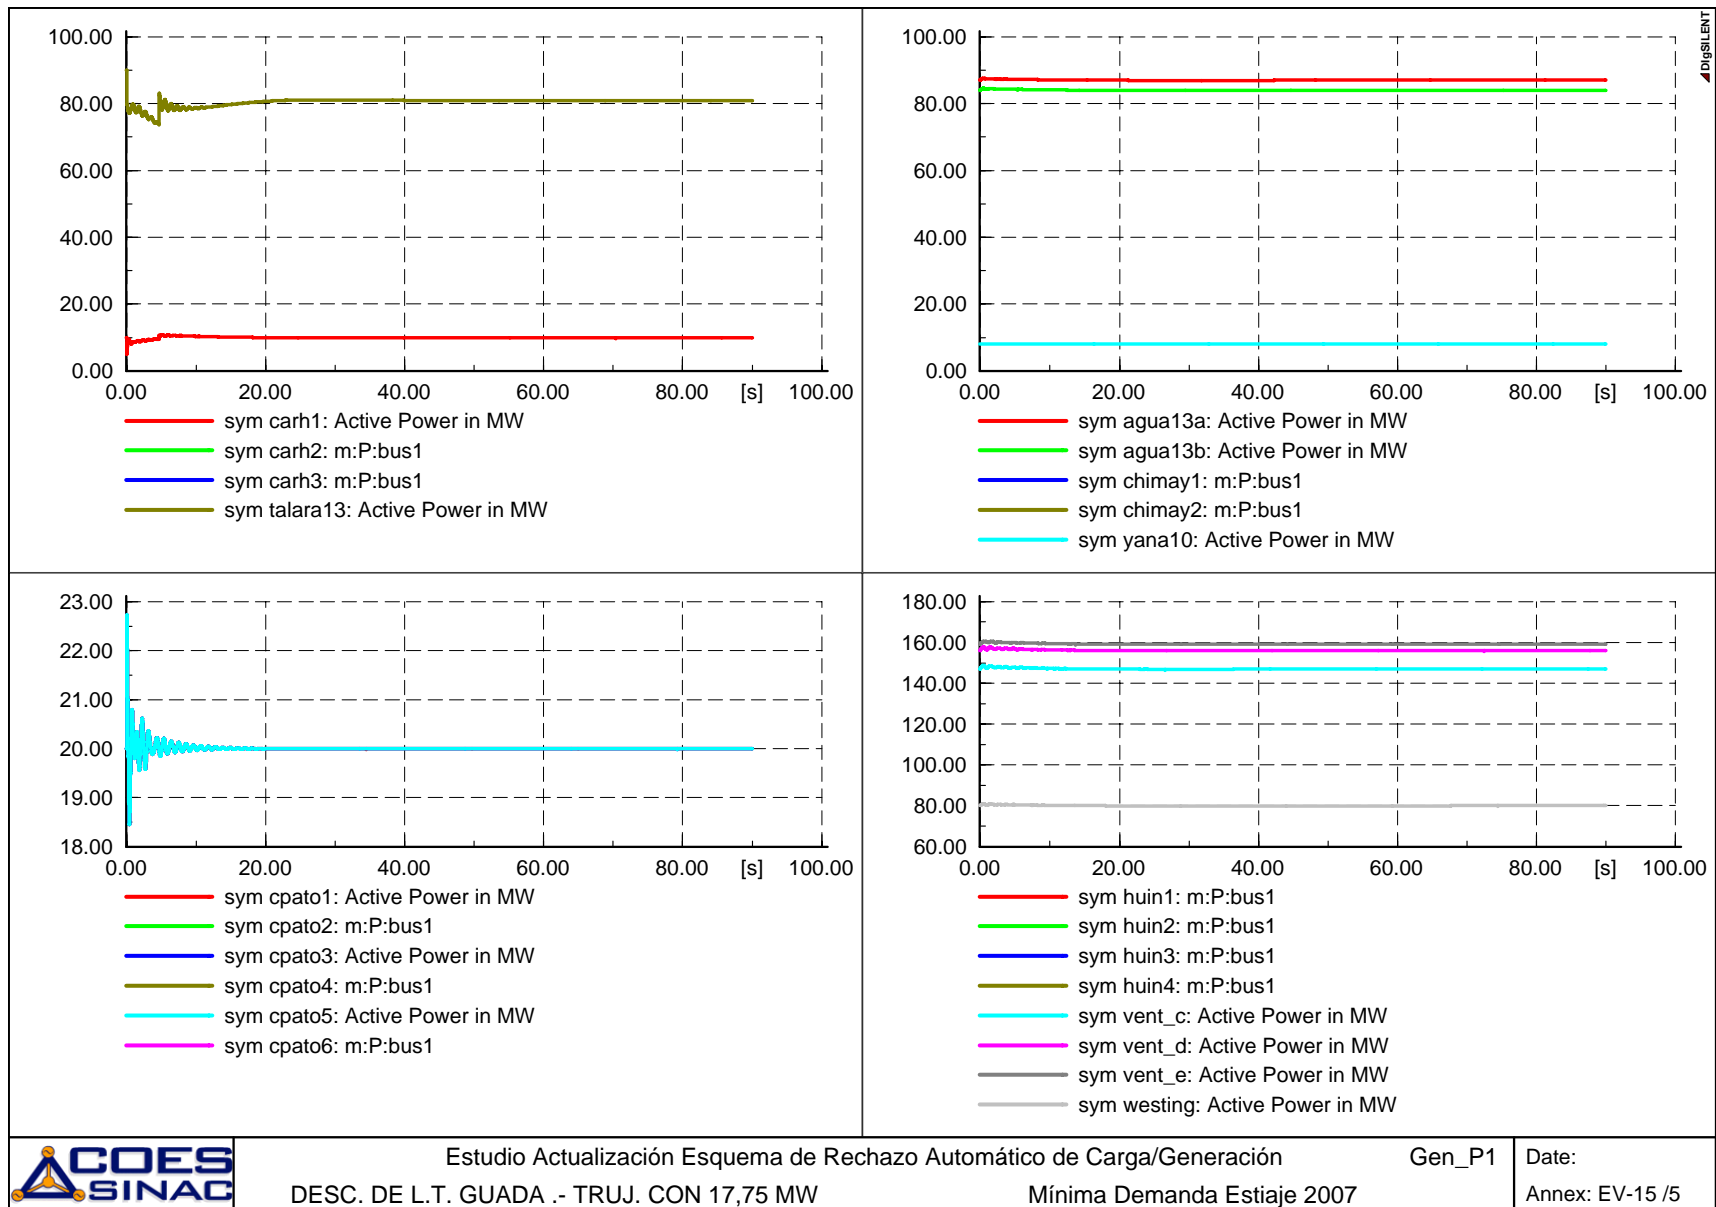 100.00
80.00
60.00
40.00
20.00
0.00
0.00 20.00 40.00 60.00 80.00 [s] 100.00
sym carh1: Active Power in MW
sym carh2: m:P:bus1
sym carh3: m:P:bus1
sym talara13: Active Power in MW
100.00
80.00
60.00
40.00
20.00
0.00
0.00 20.00 40.00 60.00 80.00 [s] 100.00
sym agua13a: Active Power in MW
sym agua13b: Active Power in MW
sym chimay1: m:P:bus1
sym chimay2: m:P:bus1
sym yana10: Active Power in MW
DIgSILENT
23.00
22.00
21.00
20.00
19.00
18.00
0.00 20.00 40.00 60.00 80.00 [s] 100.00
sym cpato1: Active Power in MW
sym cpato2: m:P:bus1
sym cpato3: Active Power in MW
sym cpato4: m:P:bus1
sym cpato5: Active Power in MW
sym cpato6: m:P:bus1
180.00
160.00
140.00
120.00
100.00
80.00
60.00
0.00 20.00 40.00 60.00 80.00 [s] 100.00
sym huin1: m:P:bus1
sym huin2: m:P:bus1
sym huin3: m:P:bus1
sym huin4: m:P:bus1
sym vent_c: Active Power in MW
sym vent_d: Active Power in MW
sym vent_e: Active Power in MW
sym westing: Active Power in MW
COES
SINAC
Estudio Actualización Esquema de Rechazo Automático de Carga/Generación Gen_P1
DESC. DE L.T. GUADA .- TRUJ. CON 17,75 MW Mínima Demanda Estiaje 2007
Date:
Annex: EV-15 /5